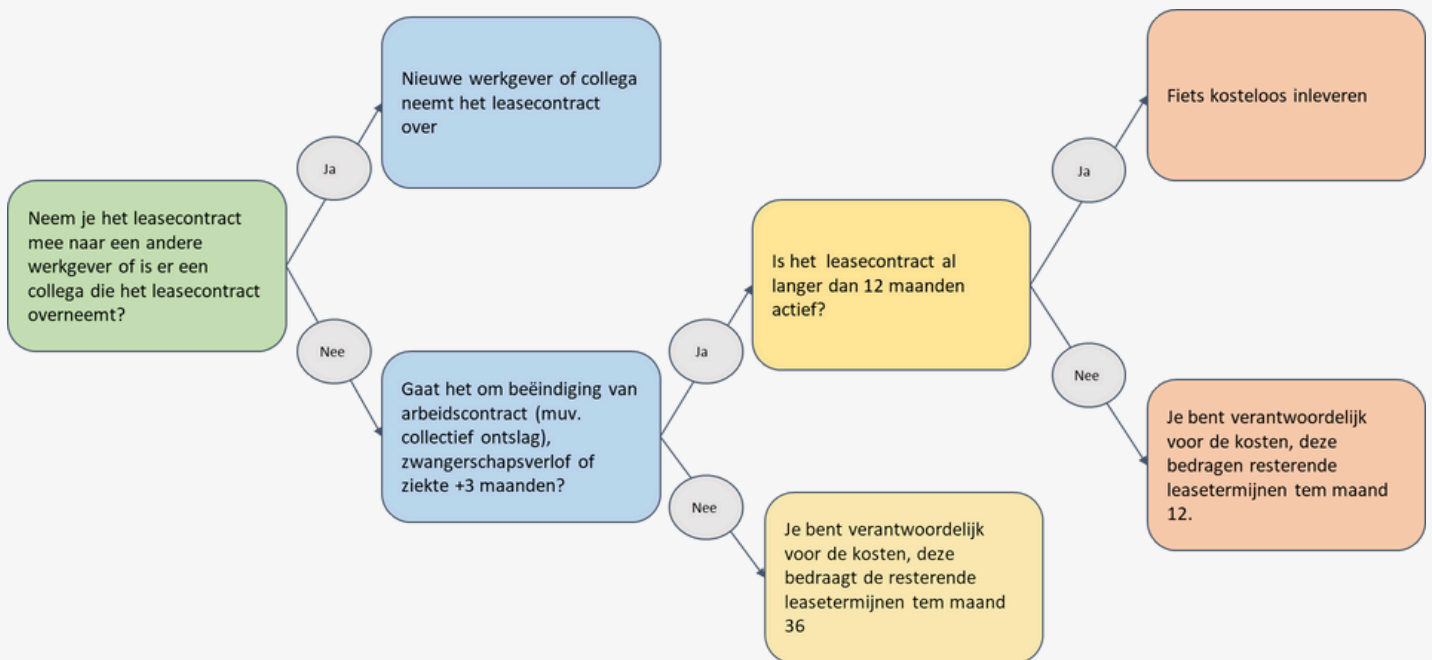 Neem je het leasecontract
mee naar een andere
werkgever of is er een
collega die het leasecontract
overneemt?
Ja
Nieuwe werkgever of collega
neemt het leasecontract
over
Nee
Gaat het om beëindiging van
arbeidscontract (muv.
collectief ontslag),
zwangerschapsverlof of
ziekte +3 maanden?
Ja
Is het leasecontract al
langer dan 12 maanden
actief?
Nee
Je bent verantwoordelijk
voor de kosten, deze
bedraagt de resterende
leasetermijnen tem maand
36
Ja
Fiets kosteloos inleveren
Nee
Je bent verantwoordelijk
voor de kosten, deze
bedragen resterende
leasetermijnen tem maand
12.